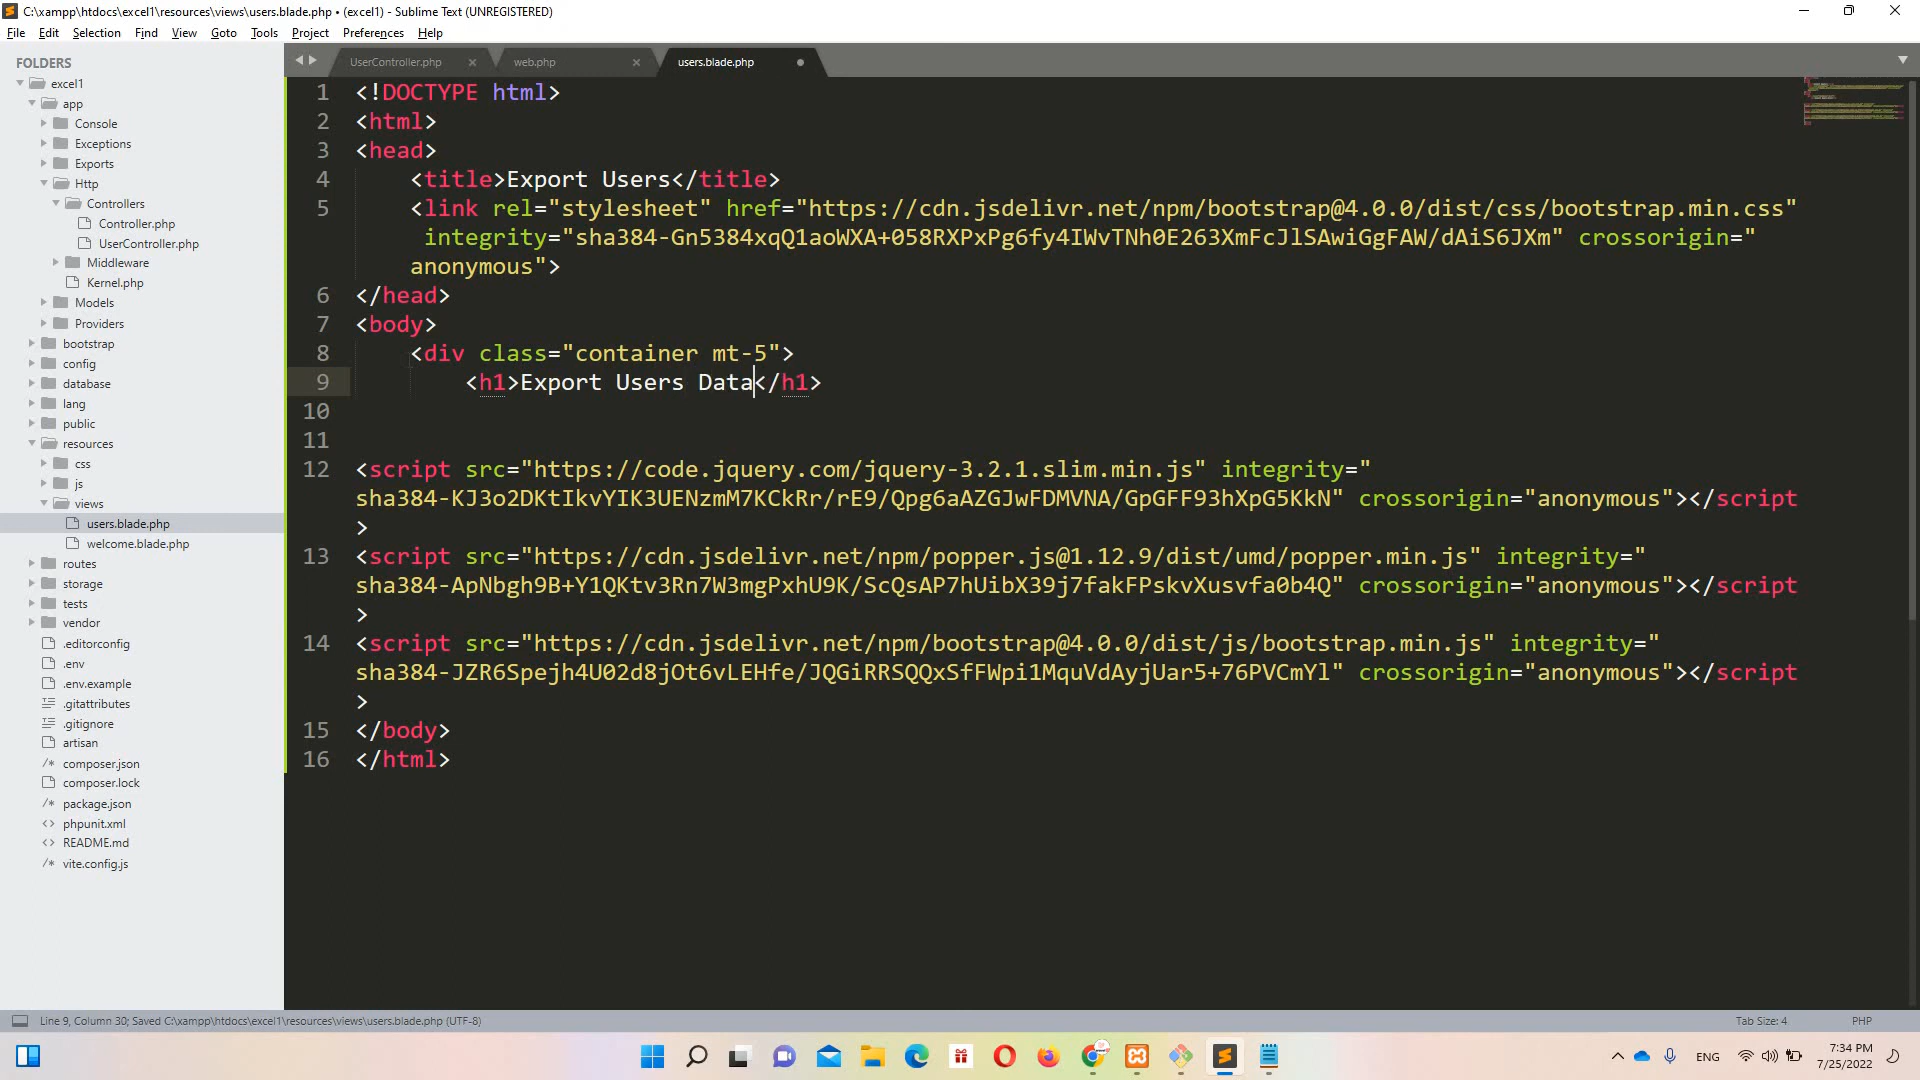 C:\xampp\htdocs\excel1\resources\views\users.blade.php • (excel1) - Sublime Text (UNREGISTERED)
File Edit Selection Find View Goto Tools Project Preferences Help
FOLDERS
excel1
app
Console
Exceptions
Exports
Http
Controllers
Controller.php
UserController.php
Middleware
Kernel.php
Models
Providers
bootstrap
config
database
lang
public
resources
css
js
views
users.blade.php
welcome.blade.php
routes
storage
tests
vendor
.editorconfig
.env
.env.example
.gitattributes
.gitignore
artisan
composer.json
composer.lock
package.json
phpunit.xml
README.md
vite.config.js
UserController.php web.php users.blade.php
1 <!DOCTYPE html>
2 <html>
3 <head>
4 <title>Export Users</title>
5 <link rel="stylesheet" href="https://cdn.jsdelivr.net/npm/bootstrap@4.0.0/dist/css/bootstrap.min.css"
integrity="sha384-Gn5384xqQ1aoWXA+058RXPxPg6fy4IWvTNh0E263XmFcJlSAwiGgFAW/dAiS6JXm" crossorigin="
anonymous">
6 </head>
7 <body>
8 <div class="container mt-5">
9 <h1>Export Users Data</h1>
10
11
12 <script src="https://code.jquery.com/jquery-3.2.1.slim.min.js" integrity="
sha384-KJ3o2DKtIkvYIK3UENzmM7KCkRr/rE9/Qpg6aAZGJwFDMVNA/GpGFF93hXpG5KkN" crossorigin="anonymous"></script
>
13 <script src="https://cdn.jsdelivr.net/npm/popper.js@1.12.9/dist/umd/popper.min.js" integrity="
sha384-ApNbgh9B+Y1QKtv3Rn7W3mgPxhU9K/ScQsAP7hUibX39j7fakFPskvXusvfa0b4Q" crossorigin="anonymous"></script
>
14 <script src="https://cdn.jsdelivr.net/npm/bootstrap@4.0.0/dist/js/bootstrap.min.js" integrity="
sha384-JZR6Spejh4U02d8jOt6vLEHfe/JQGiRRSQQxSfFWpi1MquVdAyjUar5+76PVCmYl" crossorigin="anonymous"></script
>
15 </body>
16 </html>
Line 9, Column 30; Saved C:\xampp\htdocs\excel1\resources\views\users.blade.php (UTF-8)
Tab Size: 4 PHP
ENG
7:34 PM
7/25/2022